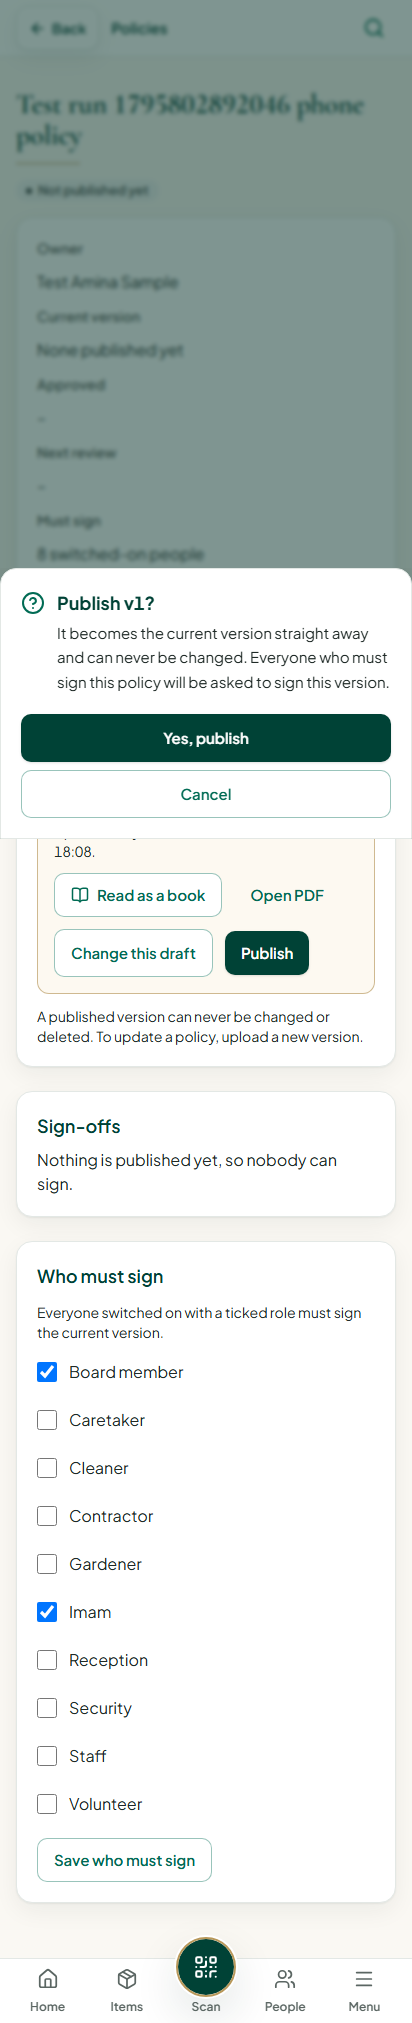 Back Policies
Test run 1795802892046 phone
policy
Not published yet
Owner
Test Amina Sample
Current version
None published yet
Approved
–
Next review
–
Must sign
8 switched-on people
Publish v1?
It becomes the current version straight away
and can never be changed. Everyone who must
sign this policy will be asked to sign this version.
Yes, publish
Cancel
18:08.
Read as a book Open PDF
Change this draft Publish
A published version can never be changed or
deleted. To update a policy, upload a new version.
Sign-offs
Nothing is published yet, so nobody can
sign.
Who must sign
Everyone switched on with a ticked role must sign
the current version.
Board member
Caretaker
Cleaner
Contractor
Gardener
Imam
Reception
Security
Staff
Volunteer
Save who must sign
Home Items Scan People Menu